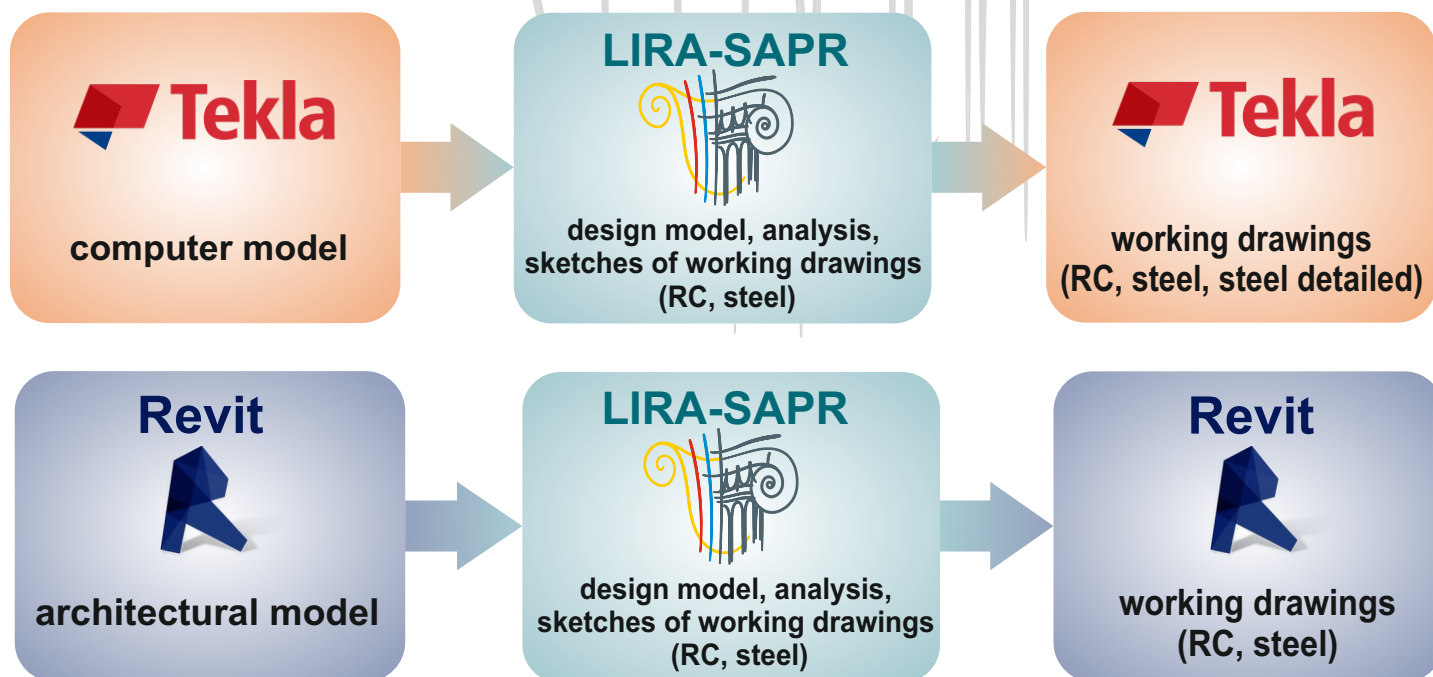 Tekla
computer model
LIRA-SAPR
design model, analysis,
sketches of working drawings
(RC, steel)
Tekla
working drawings
(RC, steel, steel detailed)
Revit
architectural model
LIRA-SAPR
design model, analysis,
sketches of working drawings
(RC, steel)
Revit
working drawings
(RC, steel)